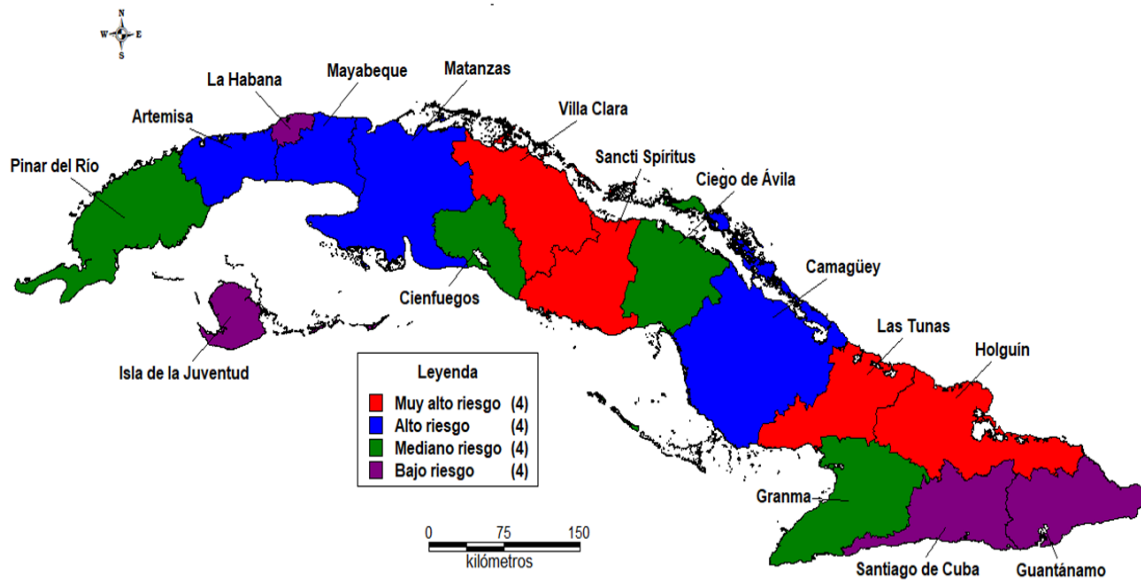 N
W E
S
La Habana
Mayabeque
Matanzas
Artemisa
Villa Clara
Pinar del Río
Sancti Spiritus
Ciego de Ávila
Camagüey
Cienfuegos
Las Tunas
Holguín
Isla de la Juventud
Leyenda
Muy alto riesgo (4)
Alto riesgo (4)
Mediano riesgo (4)
Bajo riesgo (4)
Granma
0 75 150
kilómetros
Santiago de Cuba
Guantánamo